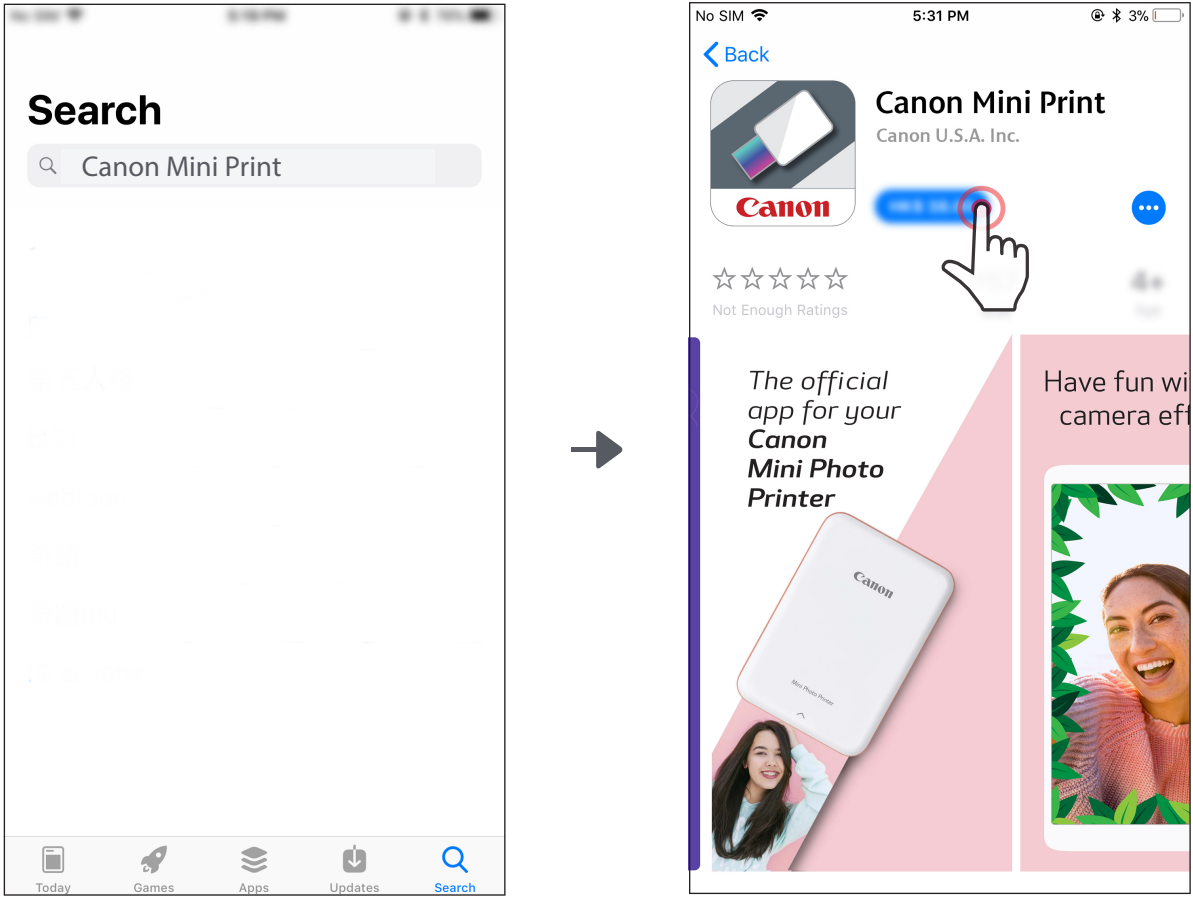 Search
Canon Mini Print
Today
Games
Apps
Updates
Search
No SIM
5:31 PM
3%
Back
Canon Mini Print
Canon U.S.A. Inc.
Canon
Not Enough Ratings
4+
The official
app for your
Canon
Mini Photo
Printer
Canon
Mini Photo Printer
Have fun wi
camera eff